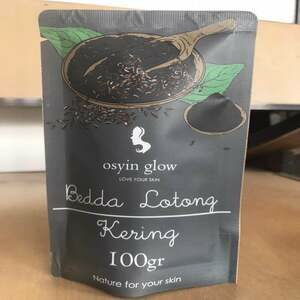 osyin glow
LOVE YOUR SKIN
Bedda Lotong
Kering
100gr
Nature for your skin